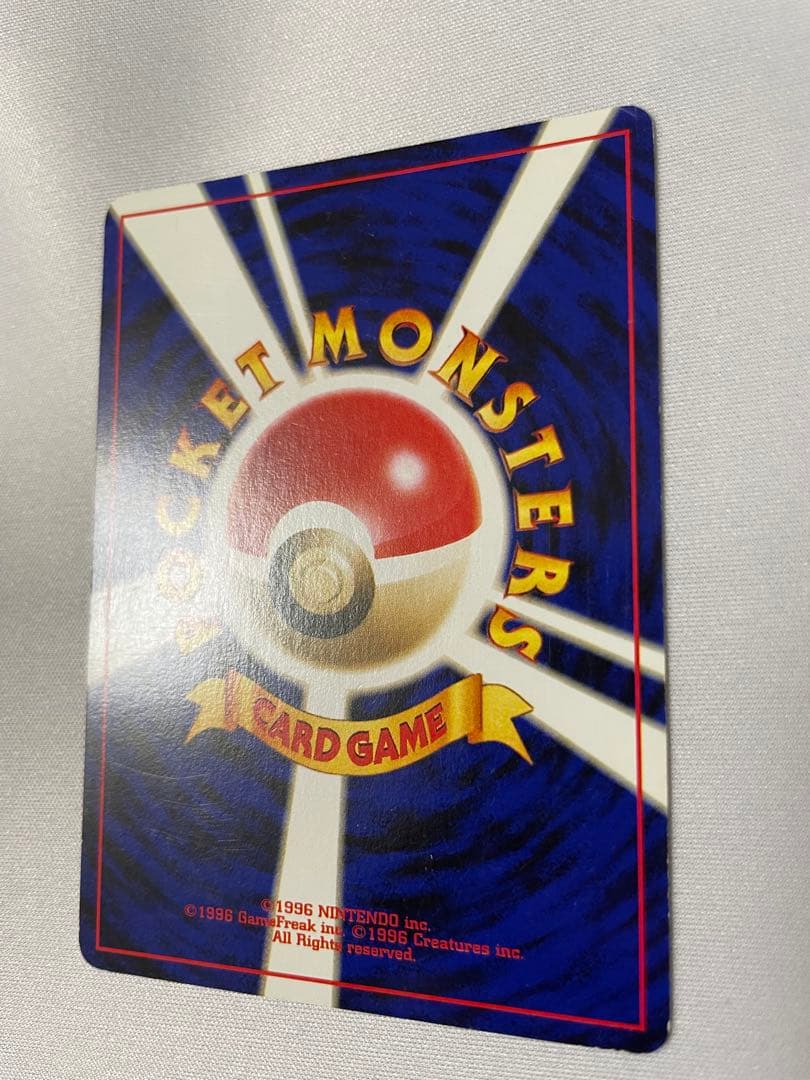 POCKET MONSTERS
CARD GAME
©1996 NINTENDO inc.
©1996 GameFreak inc. ©1996 Creatures inc.
All Rights reserved.